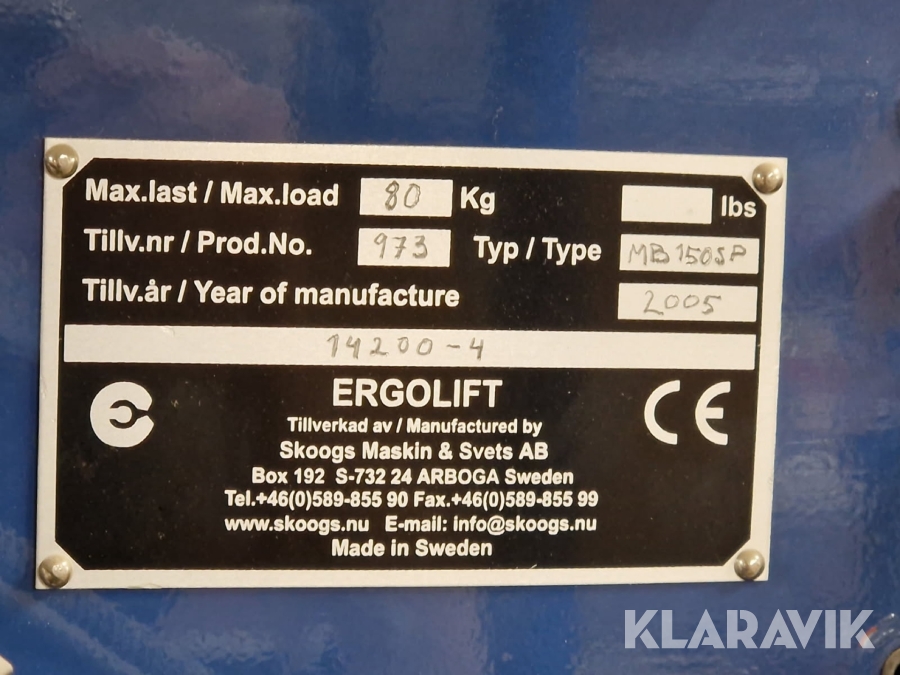 Max.last / Max.load 80 Kg lbs
Tillv.nr / Prod.No. 973 Typ / Type MB150SP
Tillv.år / Year of manufacture 2005
14200-4
ERGOLIFT
Tillverkad av / Manufactured by
Skoogs Maskin & Svets AB
Box 192 S-732 24 ARBOGA Sweden
Tel.+46(0)589-855 90 Fax.+46(0)589-855 99
www.skoogs.nu E-mail: info@skoogs.nu
Made in Sweden
CE
KLARAVIK